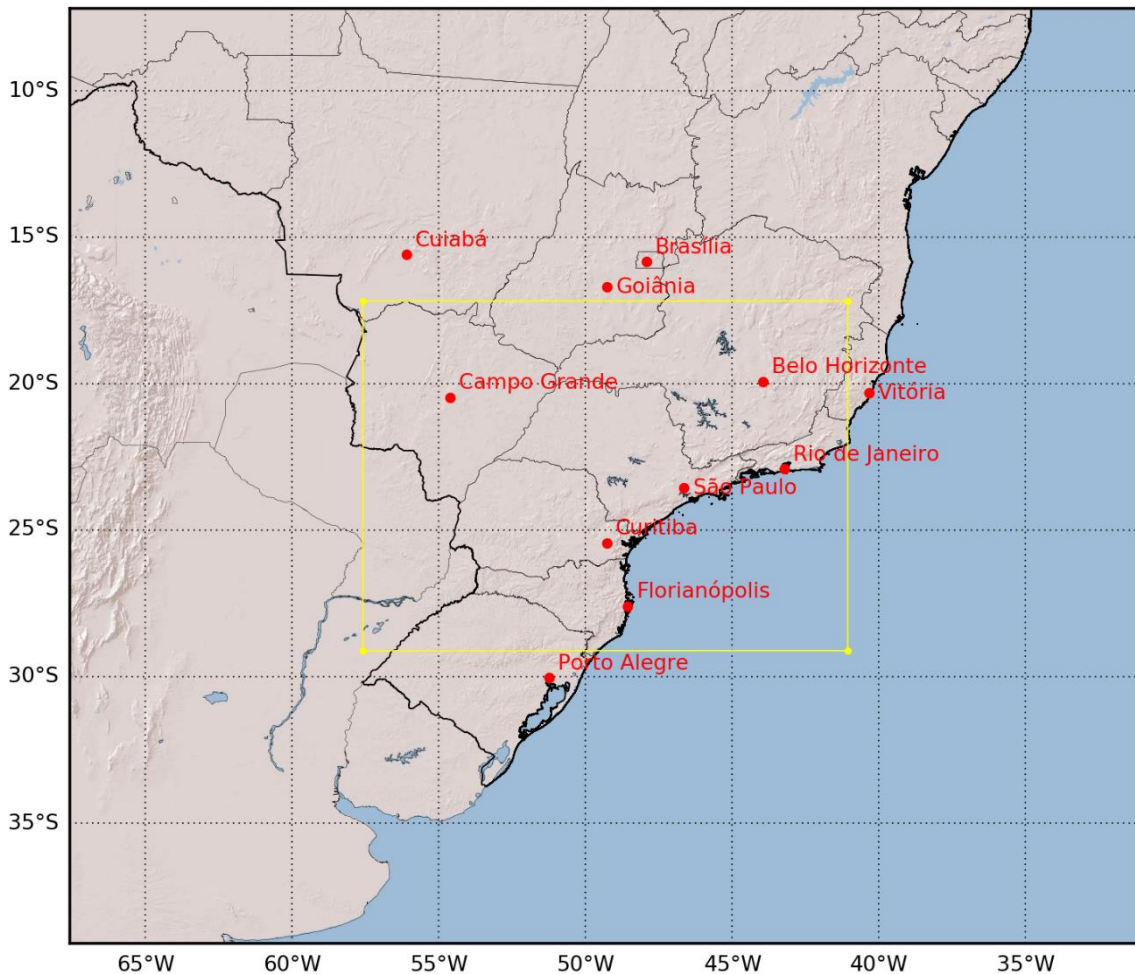 10°S
15°S
20°S
25°S
30°S
35°S
Cuiabá
Brasília
Goiânia
Belo Horizonte
Campo Grande
Vitória
Rio de Janeiro
São Paulo
Curitiba
Florianópolis
Porto Alegre
65°W 60°W 55°W 50°W 45°W 40°W 35°W